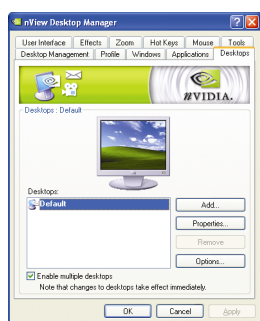 nView Desktop Manager
User Interface Effects Zoom Hot Keys Mouse Tools
Desktop Management Profile Windows Applications Desktops
nVIDIA.
Desktops : Default
Desktops:
Default
Add...
Properties...
Remove
Options...
Enable multiple desktops
Note that changes to desktops take effect immediately.
OK Cancel Apply